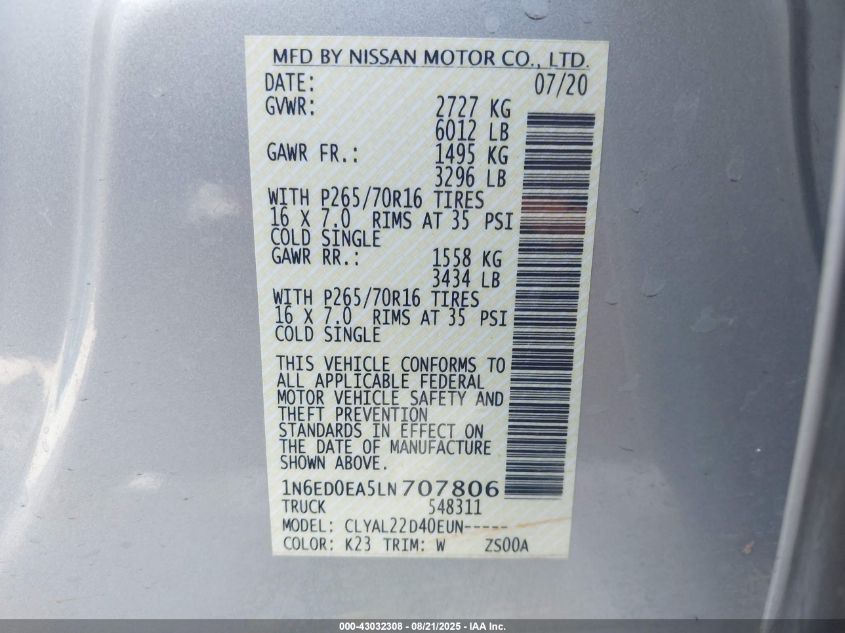 MFD BY NISSAN MOTOR CO., LTD.
DATE: 07/20
GVWR: 2727 KG
6012 LB
GAWR FR.: 1495 KG
3296 LB
WITH P265/70R16 TIRES
16 X 7.0 RIMS AT 35 PSI
COLD SINGLE
GAWR RR.: 1558 KG
3434 LB
WITH P265/70R16 TIRES
16 X 7.0 RIMS AT 35 PSI
COLD SINGLE
THIS VEHICLE CONFORMS TO
ALL APPLICABLE FEDERAL
MOTOR VEHICLE SAFETY AND
THEFT PREVENTION
STANDARDS IN EFFECT ON
THE DATE OF MANUFACTURE
SHOWN ABOVE.
1N6ED0EA5LN707806
TRUCK 548311
MODEL: CLYAL22D40EUN-----
COLOR: K23 TRIM: W ZS00A
000-43032308 - 08/21/2025 - IAA Inc.